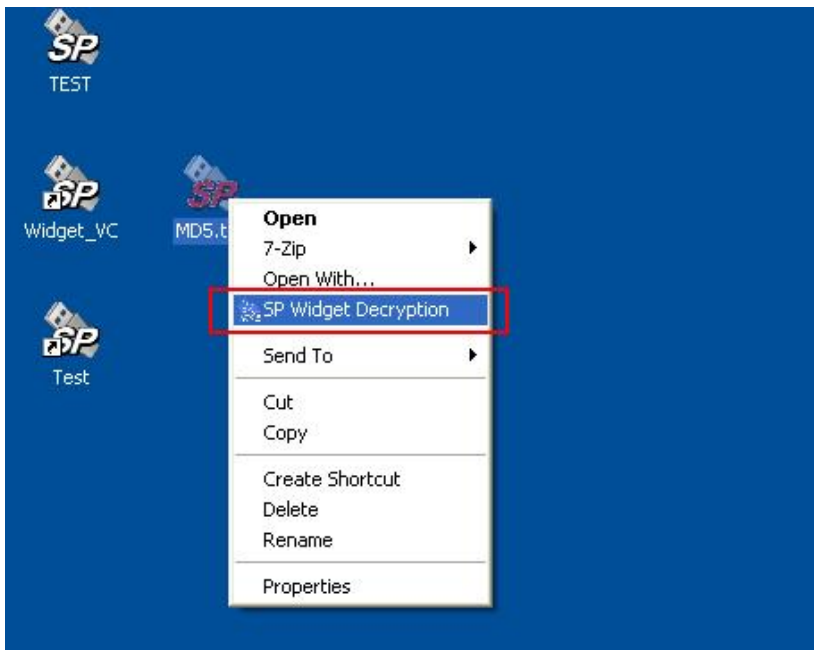 SP
TEST
SP
Widget_VC
SP
MD5.t
SP
Test
Open
7-Zip
Open With...
SP Widget Decryption
Send To
Cut
Copy
Create Shortcut
Delete
Rename
Properties